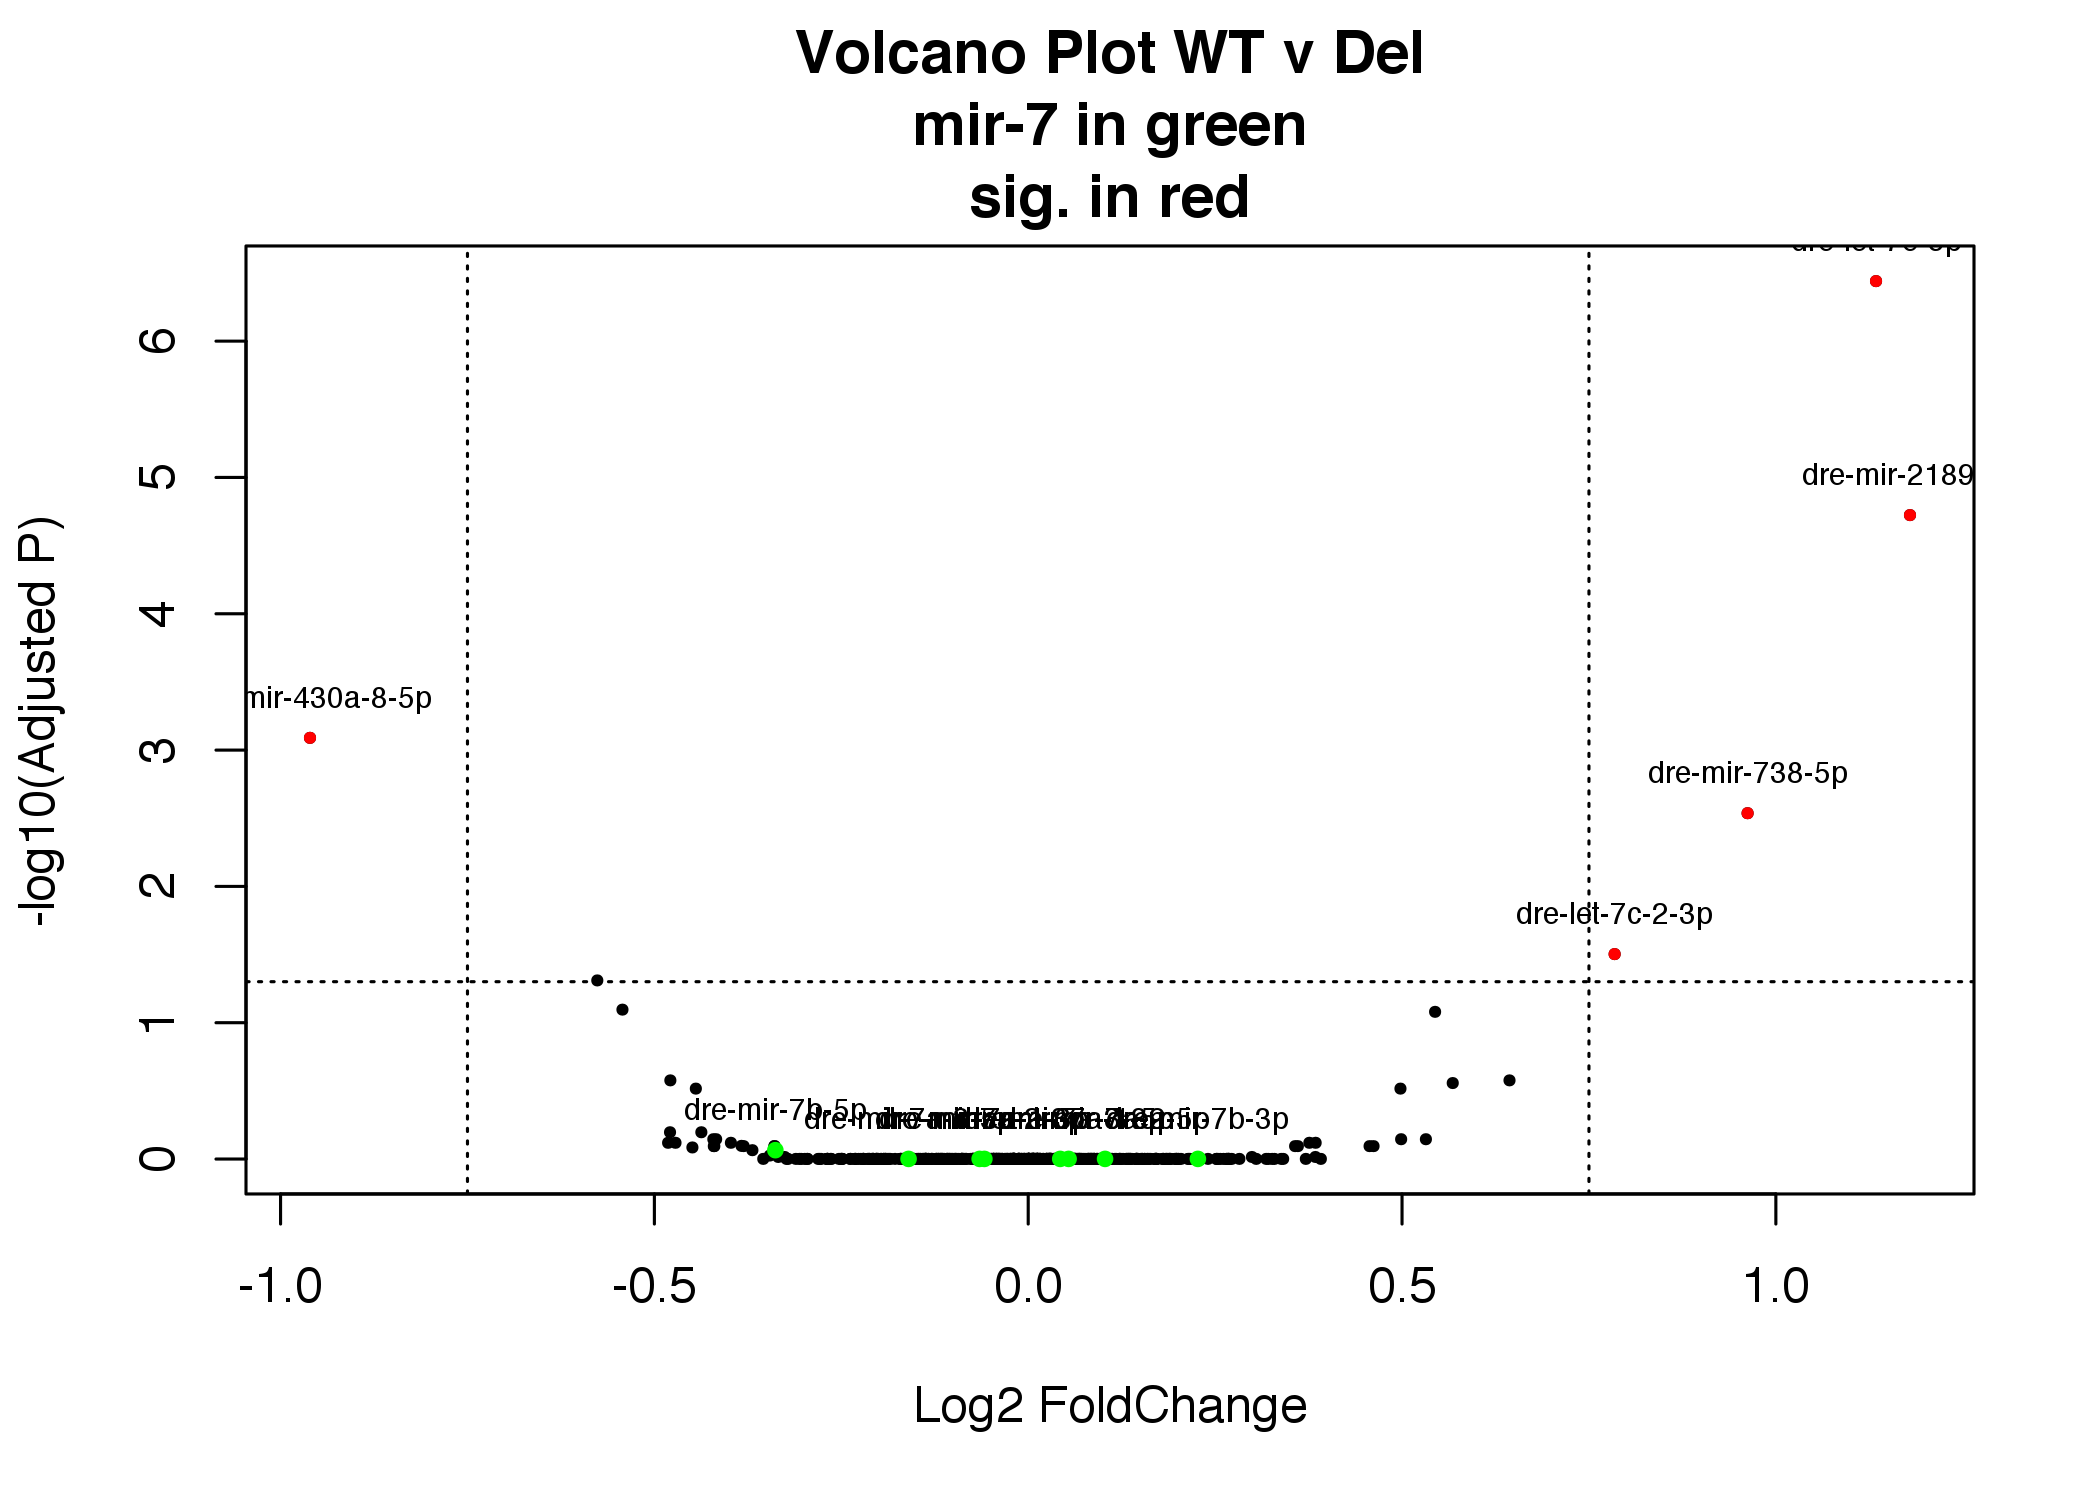 Volcano Plot WT v Del
mir-7 in green
sig. in red
-log10(Adjusted P)
6
5
4
3
2
1
0
dre-mir-2189
mir-430a-8-5p
dre-mir-738-5p
dre-let-7c-2-3p
dre-mir-7b-5p
-7b-3p
-1.0
-0.5
0.0
0.5
1.0
Log2 FoldChange